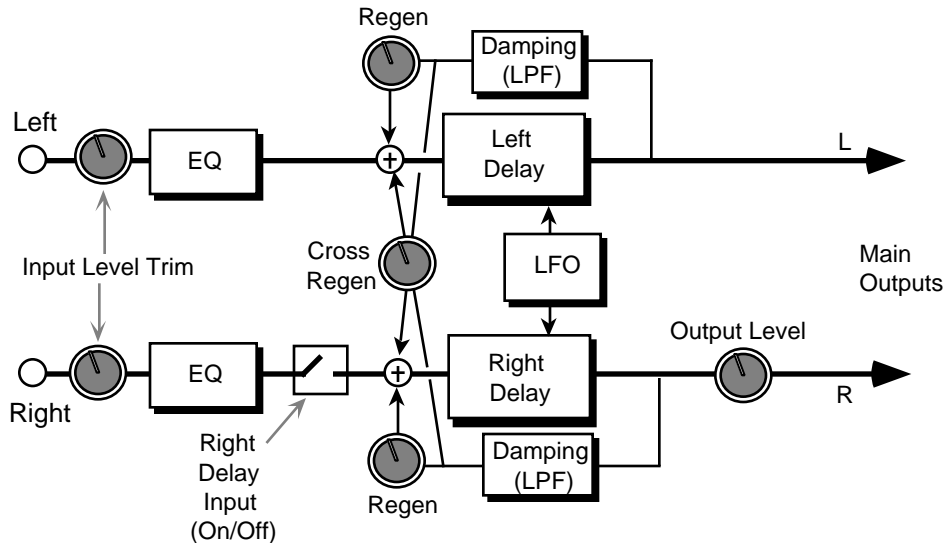 Regen
Damping
(LPF)
Left
EQ
+
Left
Delay
L
Input Level Trim
Cross
Regen
LFO
Main
Outputs
Output Level
Right
EQ
+
Right
Delay
R
Right
Delay
Input
(On/Off)
Regen
Damping
(LPF)